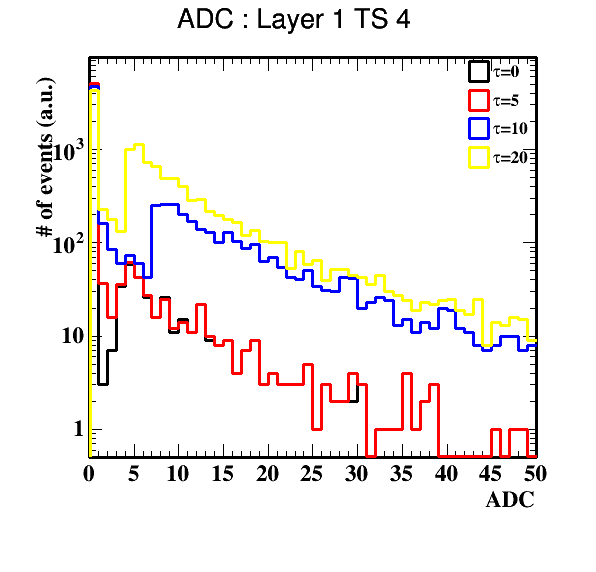 ADC : Layer 1 TS 4
# of events (a.u.)
τ=0
τ=5
τ=10
τ=20
10³
10²
10
1
0 5 10 15 20 25 30 35 40 45 50
ADC